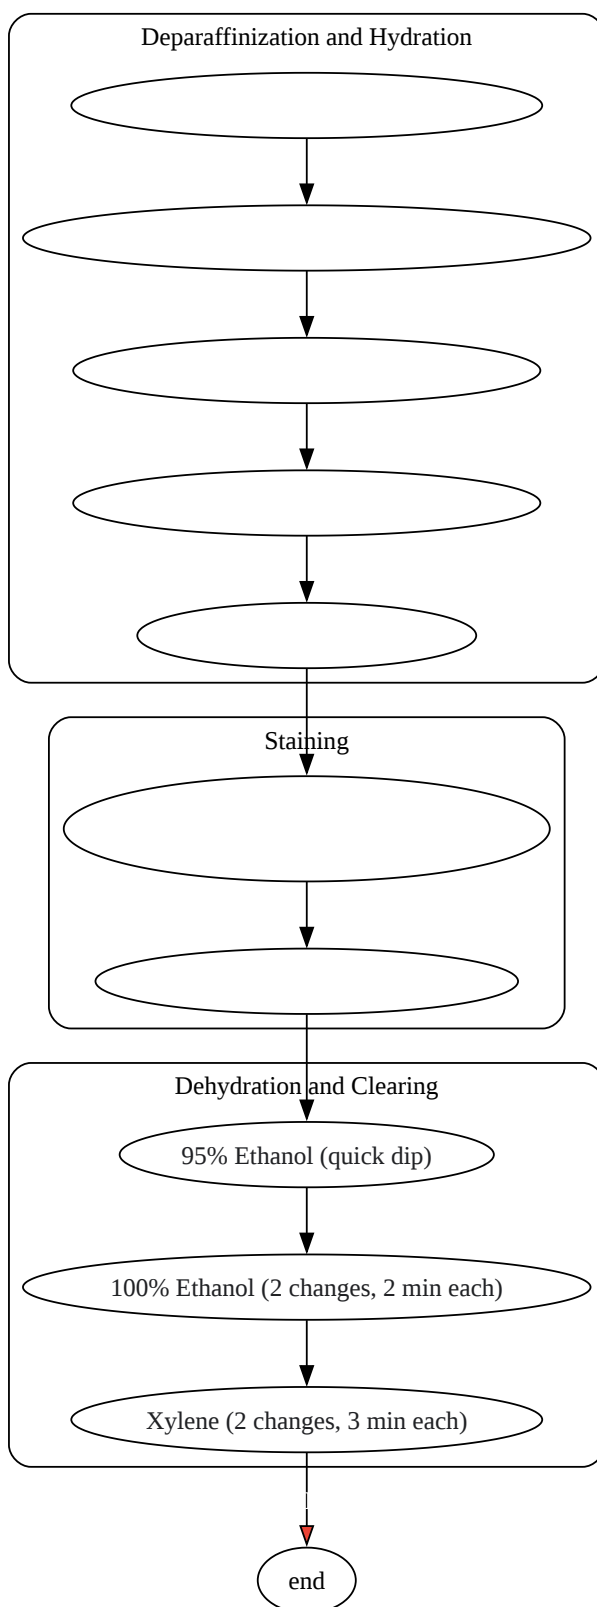 Deparaffinization and Hydration
Staining
Dehydration and Clearing
95% Ethanol (quick dip)
100% Ethanol (2 changes, 2 min each)
Xylene (2 changes, 3 min each)
end